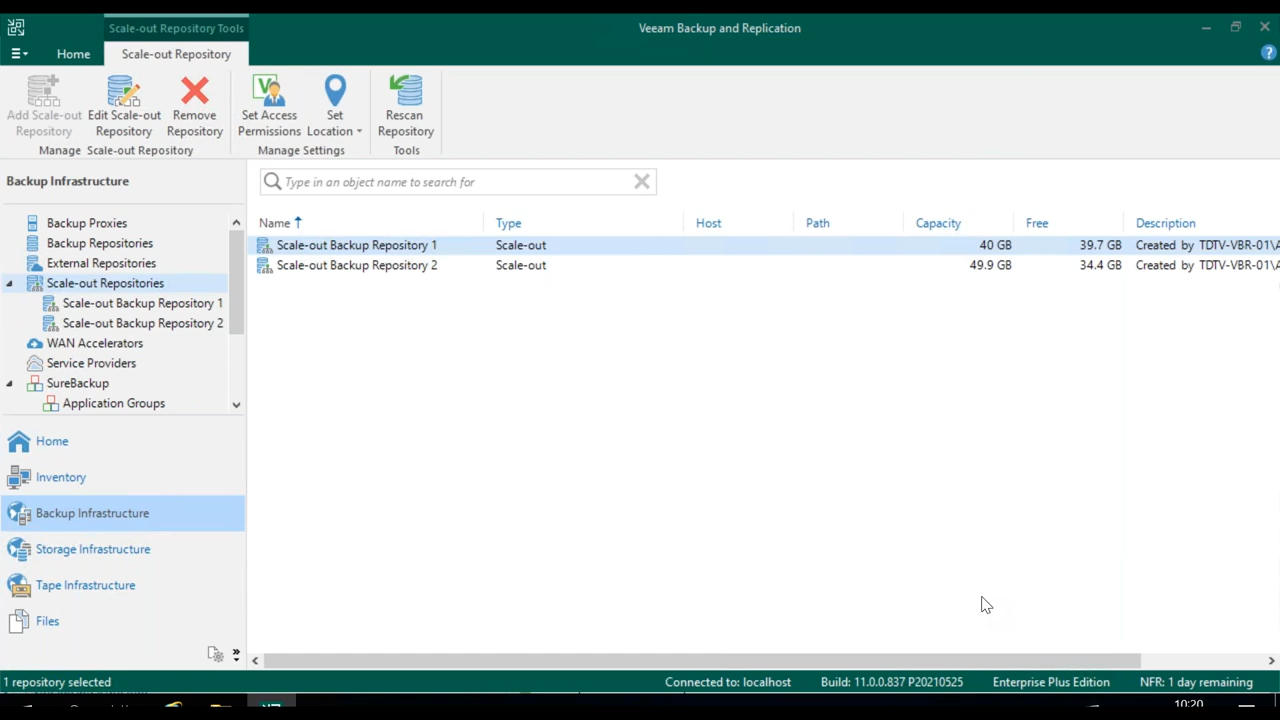 Scale-out Repository Tools
Veeam Backup and Replication
Home
Scale-out Repository
Add Scale-out Repository
Edit Scale-out Repository
Remove Repository
Set Access Permissions
Set Location
Rescan Repository
Manage Scale-out Repository
Manage Settings
Tools
Backup Infrastructure
Type in an object name to search for
Backup Proxies
Backup Repositories
External Repositories
Scale-out Repositories
Scale-out Backup Repository 1
Scale-out Backup Repository 2
WAN Accelerators
Service Providers
SureBackup
Application Groups
Home
Inventory
Backup Infrastructure
Storage Infrastructure
Tape Infrastructure
Files
Name Type Host Path Capacity Free Description
Scale-out Backup Repository 1 Scale-out 40 GB 39.7 GB Created by TDTV-VBR-01\A
Scale-out Backup Repository 2 Scale-out 49.9 GB 34.4 GB Created by TDTV-VBR-01\A
1 repository selected
Connected to: localhost
Build: 11.0.0.837 P20210525
Enterprise Plus Edition
NFR: 1 day remaining
10:20